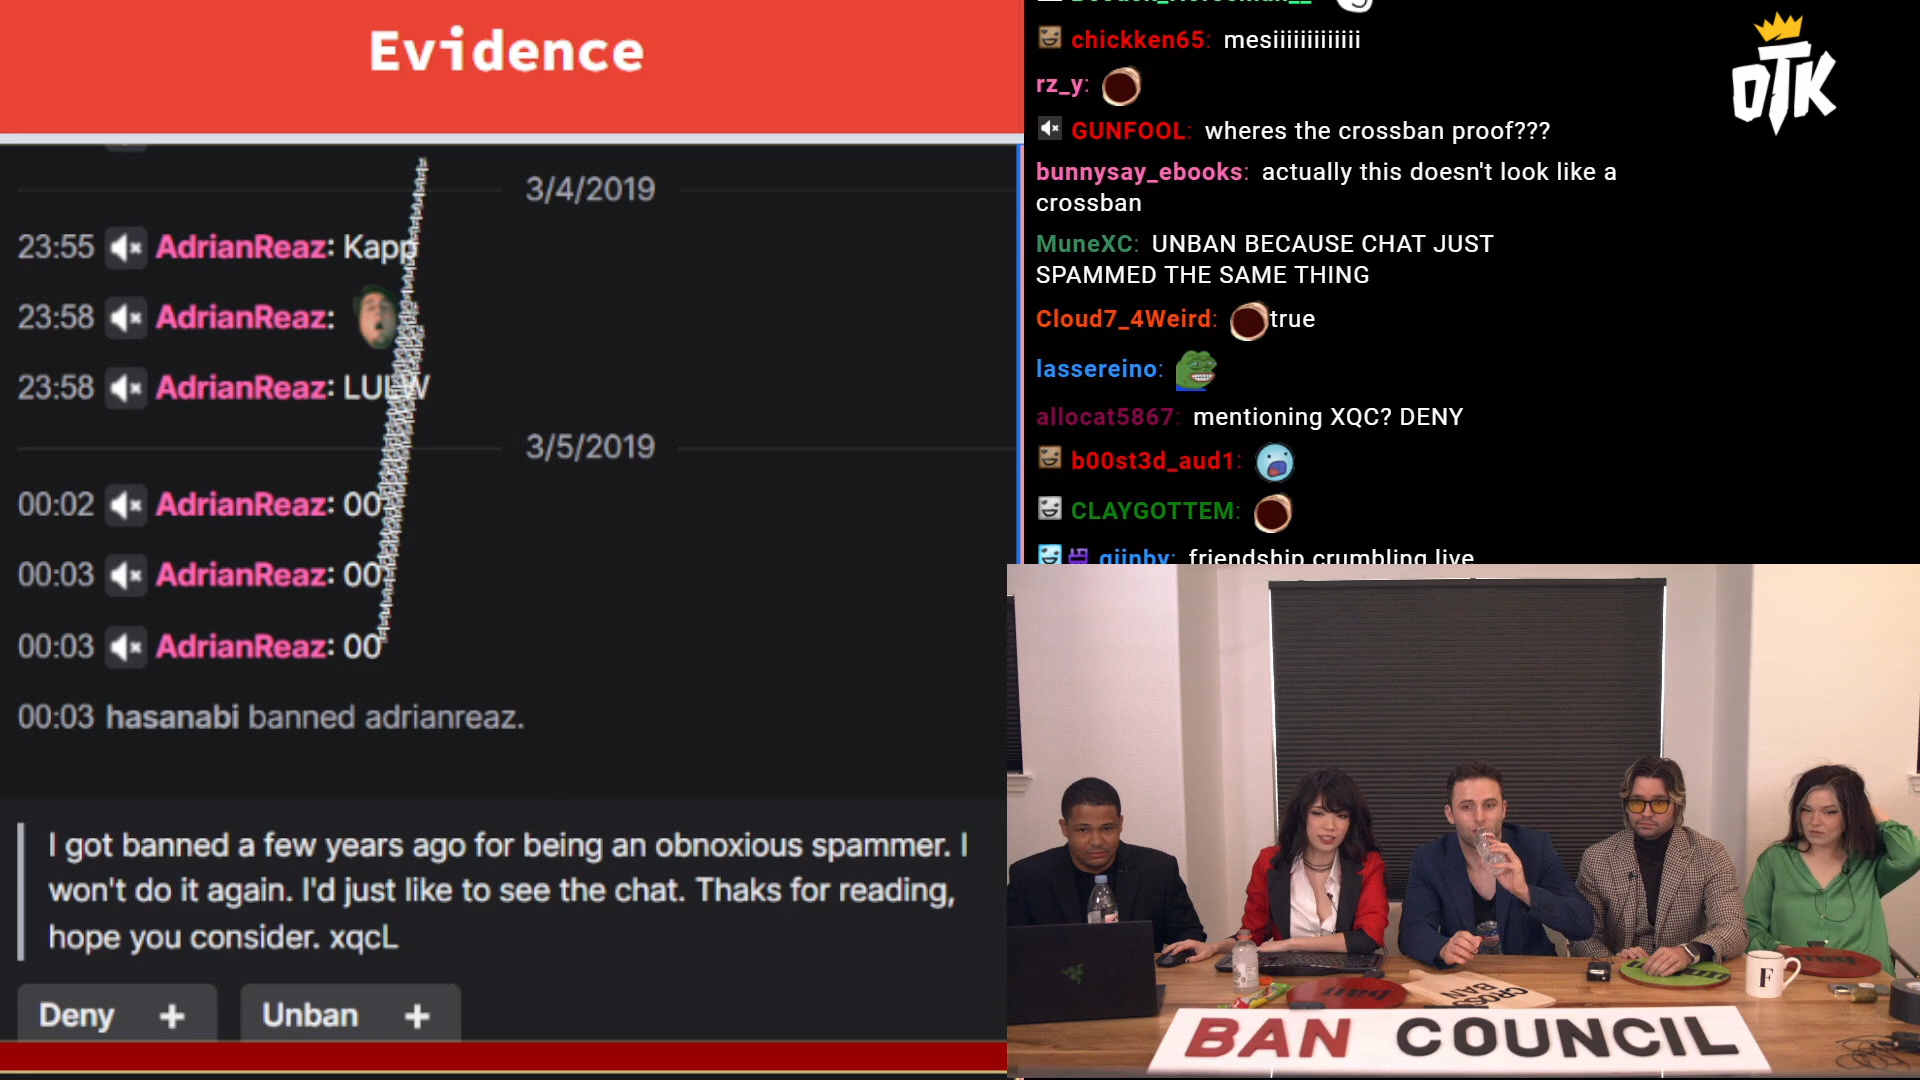 Evidence
3/4/2019
23:55 AdrianReaz: Kapp
23:58 AdrianReaz:
23:58 AdrianReaz: LULW
3/5/2019
00:02 AdrianReaz: 00
00:03 AdrianReaz: 00
00:03 AdrianReaz: 00
00:03 hasanabi banned adrianreaz.
I got banned a few years ago for being an obnoxious spammer. I
won't do it again. I'd just like to see the chat. Thaks for reading,
hope you consider. xqcL
Deny +
Unban +
chickken65: mesiiiiiiiiiiii
rz_y:
GUNFOOL: wheres the crossban proof???
bunnysay_ebooks: actually this doesn't look like a
crossban
MuneXC: UNBAN BECAUSE CHAT JUST
SPAMMED THE SAME THING
Cloud7_4Weird: true
lassereino:
allocat5867: mentioning XQC? DENY
b00st3d_aud1:
CLAYGOTTEM:
friendship crumbling live
OTK
ban
CROSS
BAN
F
BAN COUNCIL